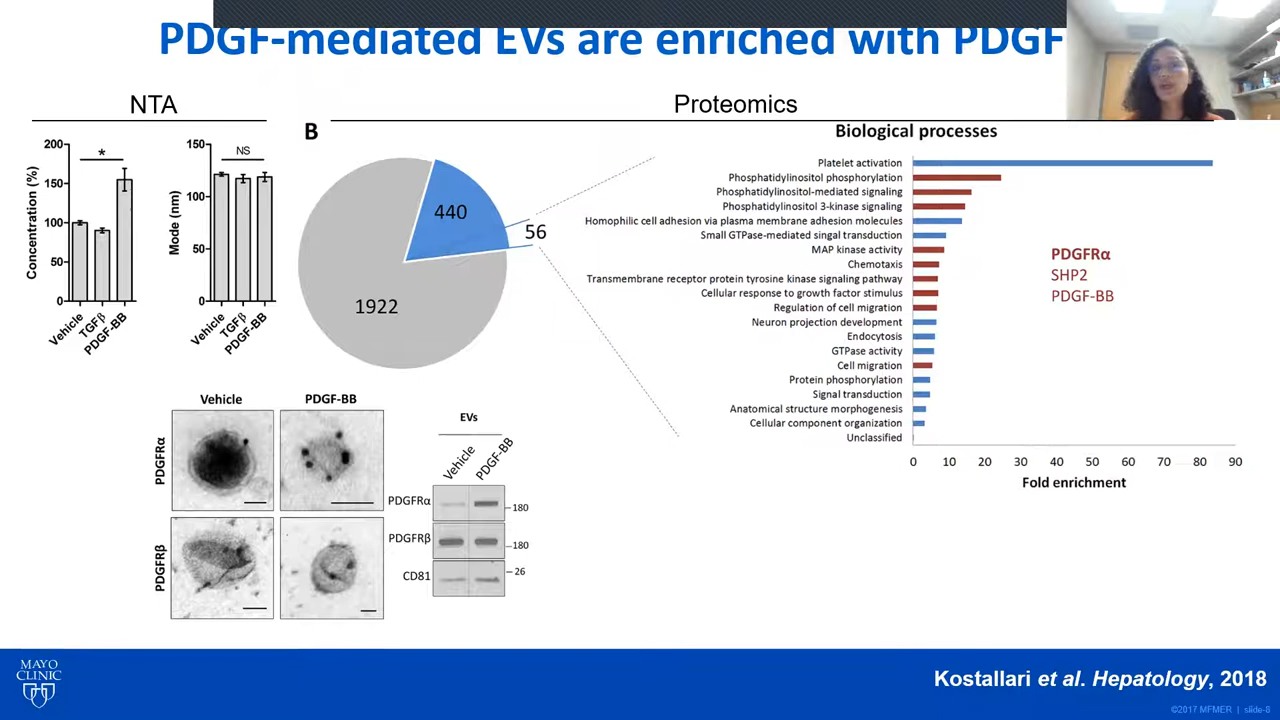 PDGF-mediated EVs are enriched with PDGF
NTA
Proteomics
B
Concentration (%)
200
150
100
50
0
*
Vehicle
TGFβ
PDGF-BB
Mode (nm)
150
100
50
0
NS
Vehicle
TGFβ
PDGF-BB
440
56
1922
Biological processes
Platelet activation
Phosphatidylinositol phosphorylation
Phosphatidylinositol-mediated signaling
Phosphatidylinositol 3-kinase signaling
Homophilic cell adhesion via plasma membrane adhesion molecules
Small GTPase-mediated singal transduction
MAP kinase activity
Chemotaxis
Transmembrane receptor protein tyrosine kinase signaling pathway
Cellular response to growth factor stimulus
Regulation of cell migration
Neuron projection development
Endocytosis
GTPase activity
Cell migration
Protein phosphorylation
Signal transduction
Anatomical structure morphogenesis
Cellular component organization
Unclassified
0 10 20 30 40 50 60 70 80 90
Fold enrichment
PDGFRα
SHP2
PDGF-BB
Vehicle
PDGF-BB
PDGFRα
PDGFRβ
EVs
Vehicle
PDGF-BB
PDGFRα
180
PDGFRβ
180
CD81
26
MAYO
CLINIC
Kostallari et al. Hepatology, 2018
©2017 MFMER | slide-8